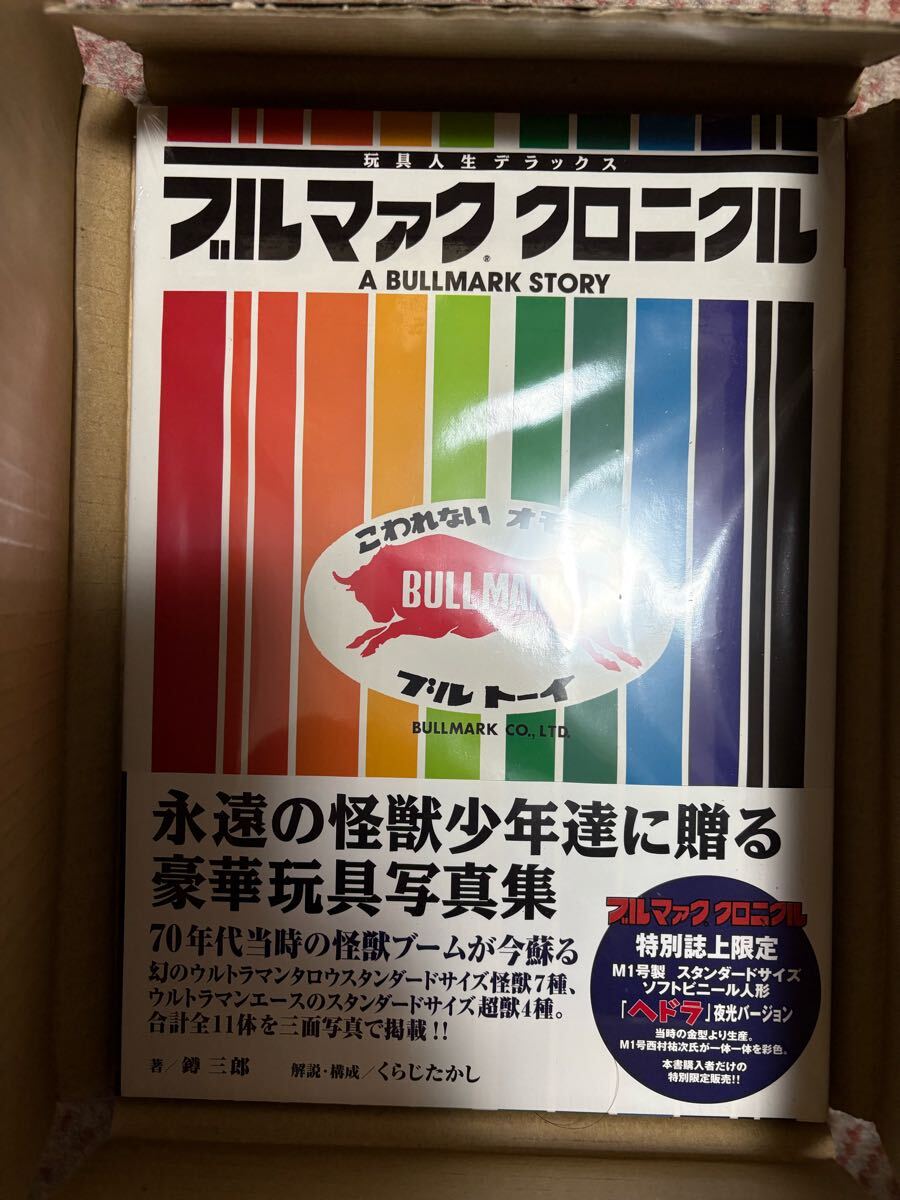 玩具人生デラックス
ブルマァク クロニクル
®
A BULLMARK STORY
こわれない オモ
BULLMAR
ブル トーイ
BULLMARK CO., LTD.
永遠の怪獣少年達に贈る
豪華玩具写真集
70年代当時の怪獣ブームが今蘇る
幻のウルトラマンタロウスタンダードサイズ怪獣7種、
ウルトラマンエースのスタンダードサイズ超獣4種。
合計全11体を三面写真で掲載!!
著/鐏 三郎 解説・構成/くらじたかし
ブルマァク クロニクル
特別誌上限定
M1号製 スタンダードサイズ
ソフトビニール人形
「ヘドラ」夜光バージョン
当時の金型より生産。
M1号西村祐次氏が一体一体を彩色。
本書購入者だけの
特別限定販売!!